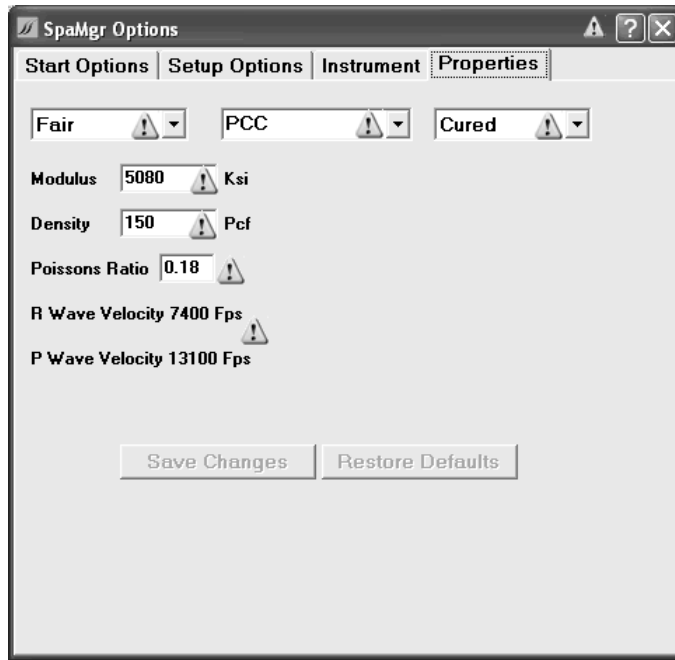 SpaMgr Options
Start Options Setup Options Instrument Properties
Fair PCC Cured
Modulus 5080 Ksi
Density 150 Pcf
Poissons Ratio 0.18
R Wave Velocity 7400 Fps
P Wave Velocity 13100 Fps
Save Changes Restore Defaults